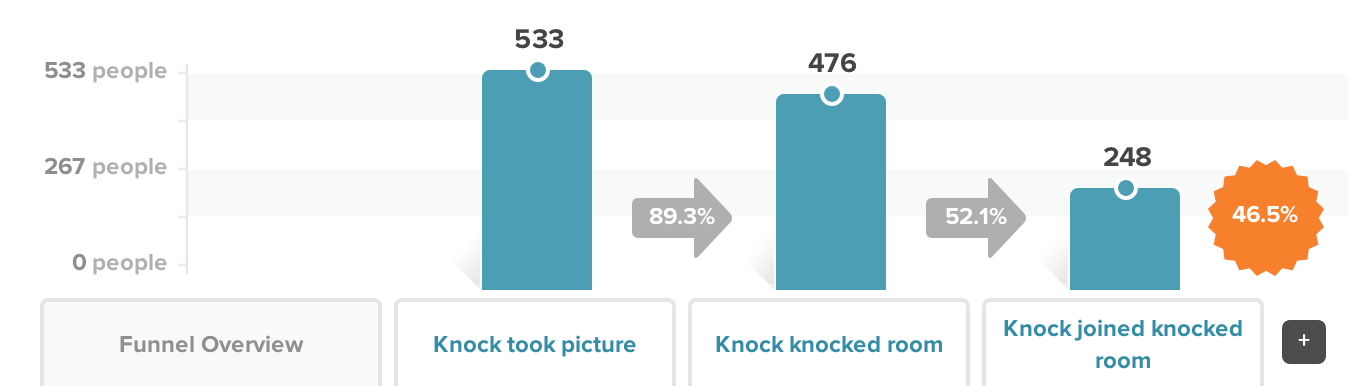 533
476
533 people
248
267 people
89.3%
52.1%
46.5%
0 people
Funnel Overview
Knock took picture
Knock knocked room
Knock joined knocked
room
+